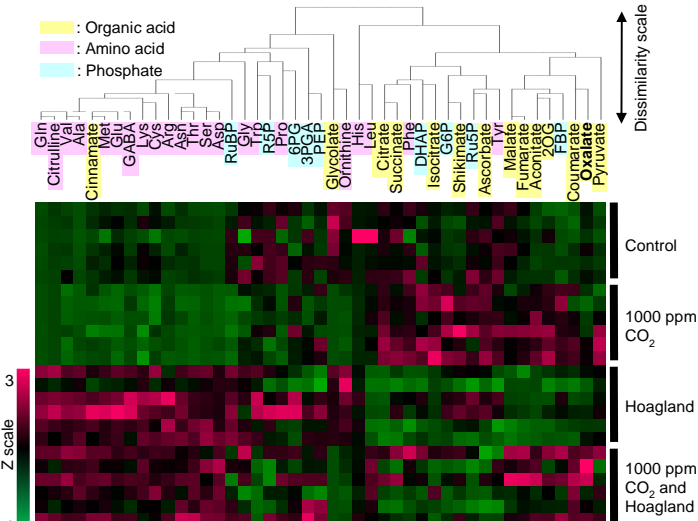 : Organic acid
: Amino acid
: Phosphate
Dissimilarity scale
Gln
Citrulline
Val
Ala
Cinnamate
Met
Glu
GABA
Lys
Cys
Arg
Asn
Thr
Ser
Asp
RuBP
Gly
Trp
R5P
Pro
6PG
3PGA
PEP
Glycolate
Ornithine
His
Leu
Citrate
Succinate
Phe
DHAP
Isocitrate
G6P
Shikimate
Ru5P
Ascorbate
Tyr
Malate
Fumarate
Aconitate
2OG
FBP
Coumarate
Oxalate
Pyruvate
Control
1000 ppm
CO2
Hoagland
1000 ppm
CO2 and
Hoagland
3
Z scale